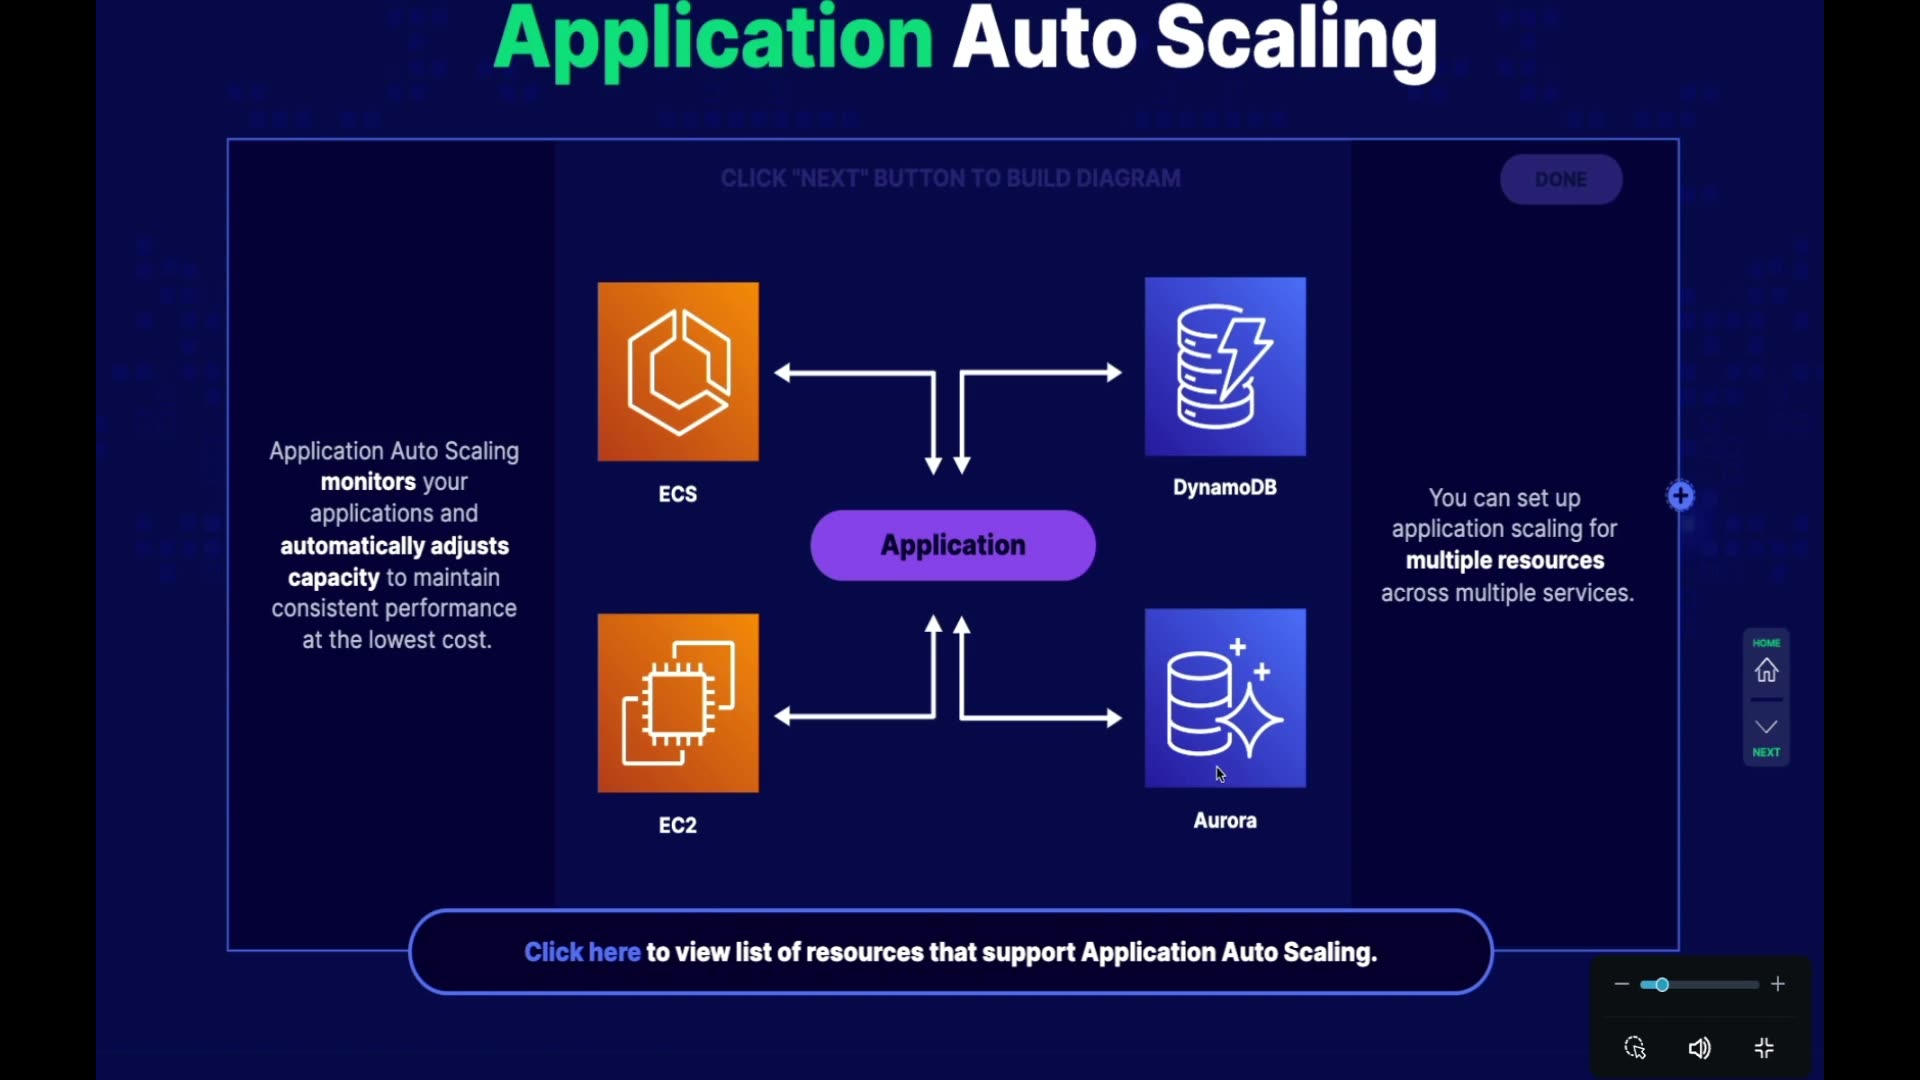 Application Auto Scaling
CLICK "NEXT" BUTTON TO BUILD DIAGRAM
DONE
Application Auto Scaling
monitors your
applications and
automatically adjusts
capacity to maintain
consistent performance
at the lowest cost.
ECS
DynamoDB
Application
EC2
Aurora
You can set up
application scaling for
multiple resources
across multiple services.
HOME
NEXT
Click here to view list of resources that support Application Auto Scaling.